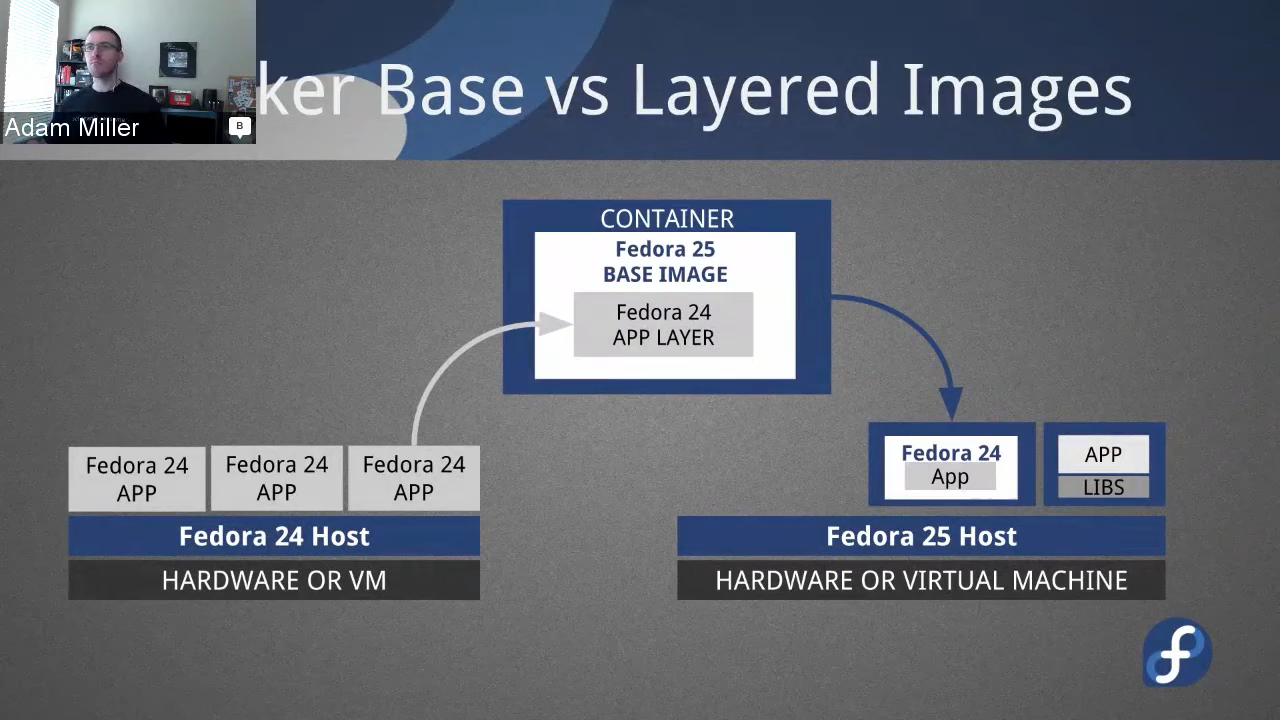 Adam Miller
B
ker Base vs Layered Images
CONTAINER
Fedora 25
BASE IMAGE
Fedora 24
APP LAYER
Fedora 24
APP
Fedora 24
APP
Fedora 24
APP
Fedora 24 Host
HARDWARE OR VM
Fedora 24
App
APP
LIBS
Fedora 25 Host
HARDWARE OR VIRTUAL MACHINE